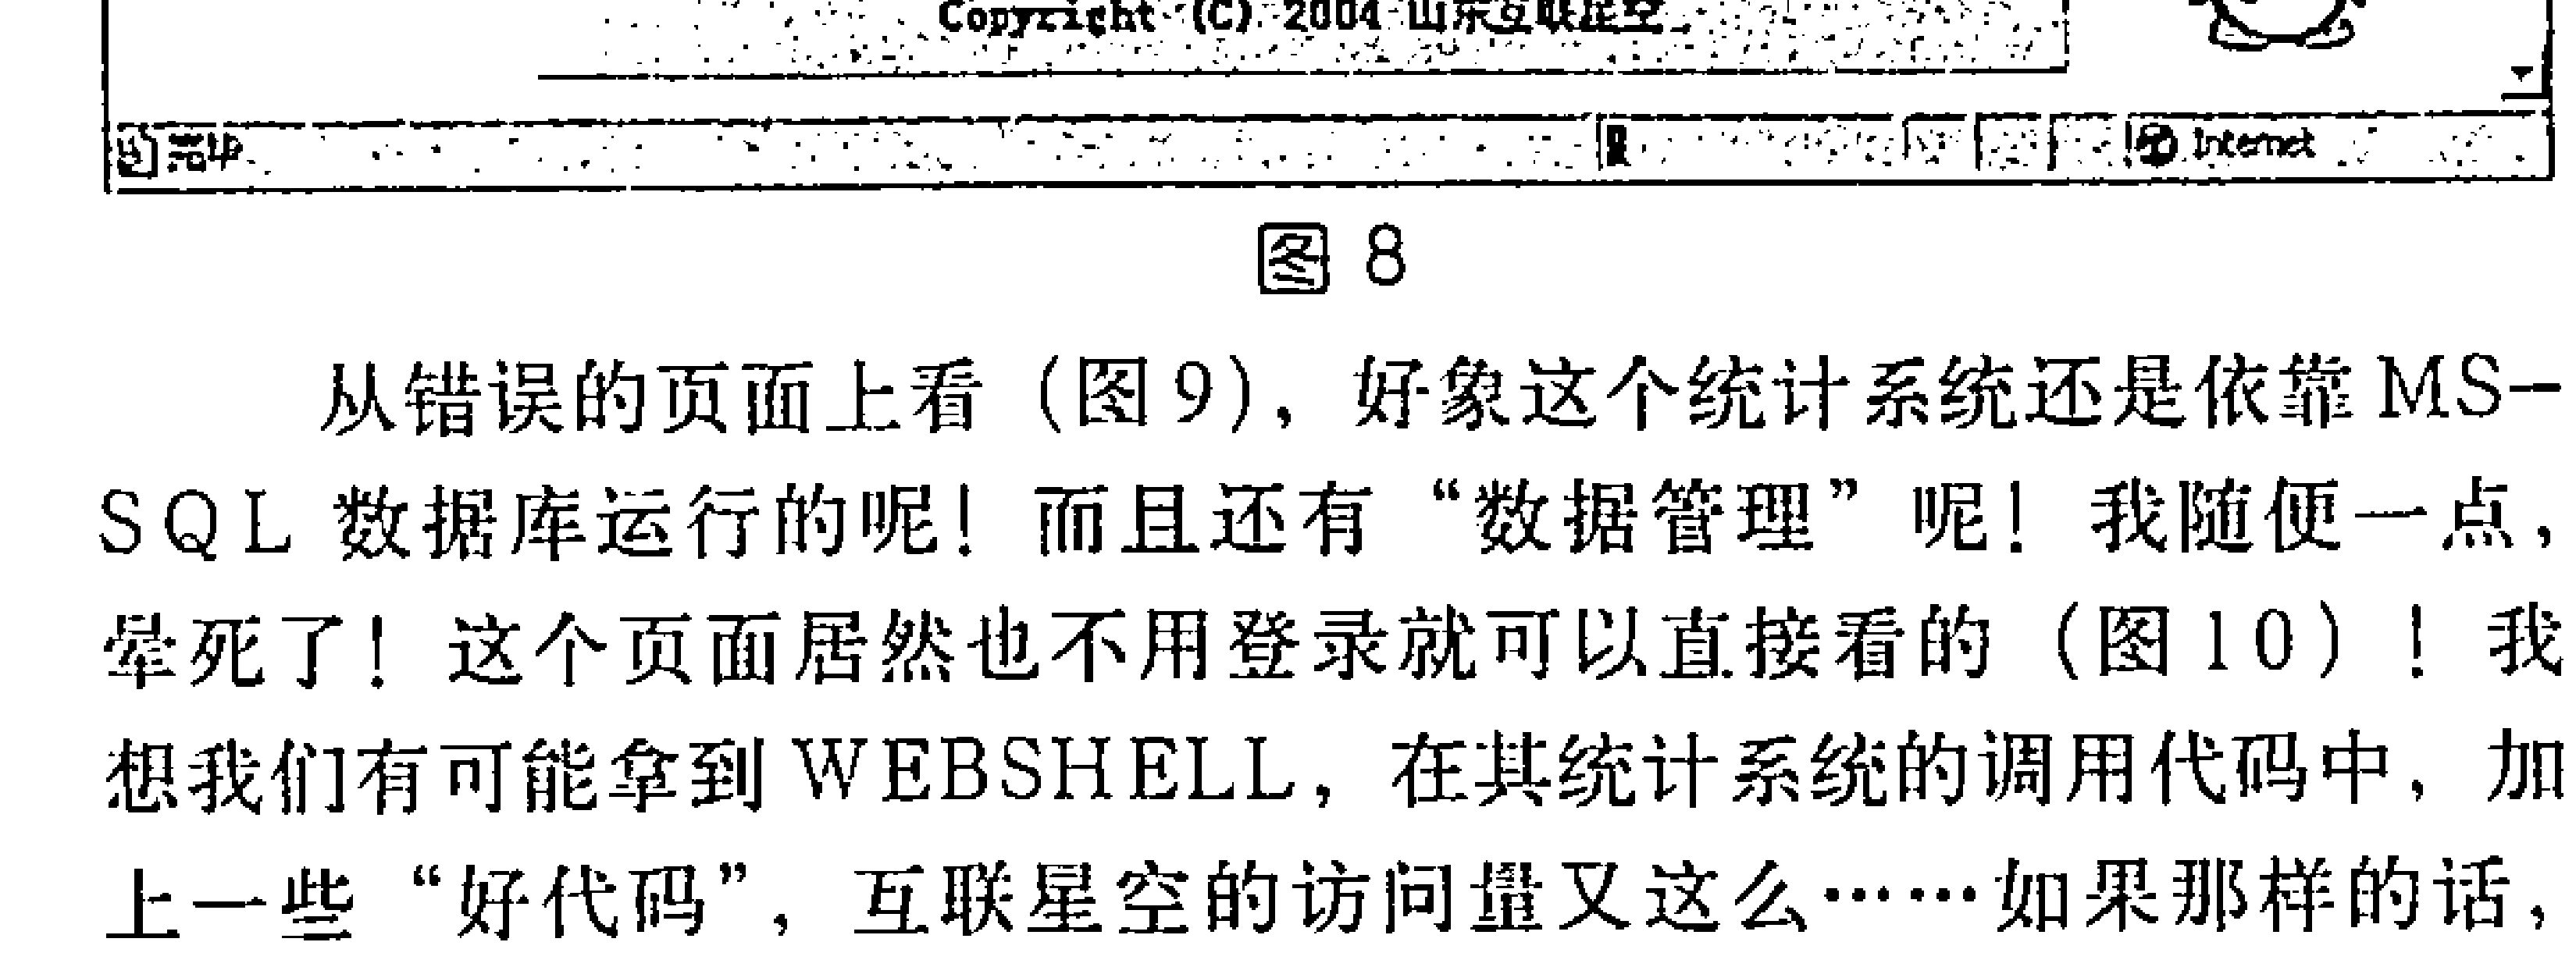 Copyright (C) 2004 山东互联星空
完毕
Internet
图 8
从错误的页面上看（图9），好象这个统计系统还是依靠MS-
SQL 数据库运行的呢！而且还有“数据管理”呢！我随便一点，
晕死了！这个页面居然也不用登录就可以直接看的（图10）！我
想我们有可能拿到WEBSHELL，在其统计系统的调用代码中，加
上一些“好代码”，互联星空的访问量又这么……如果那样的话，